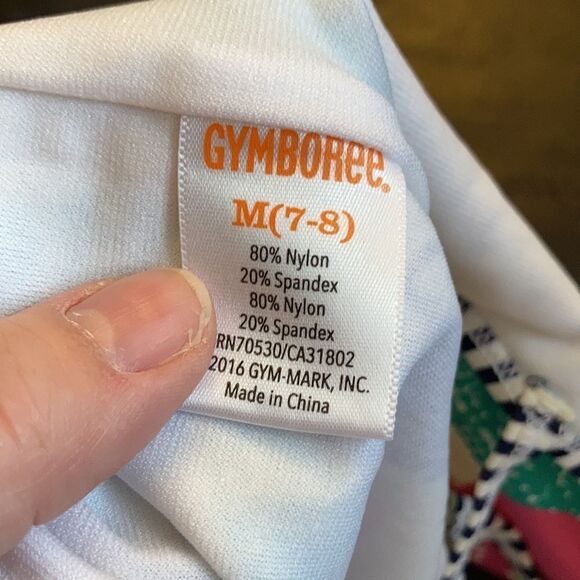 GYMBOREE®
M(7-8)
80% Nylon
20% Spandex
80% Nylon
20% Spandex
RN70530/CA31802
2016 GYM-MARK, INC.
Made in China